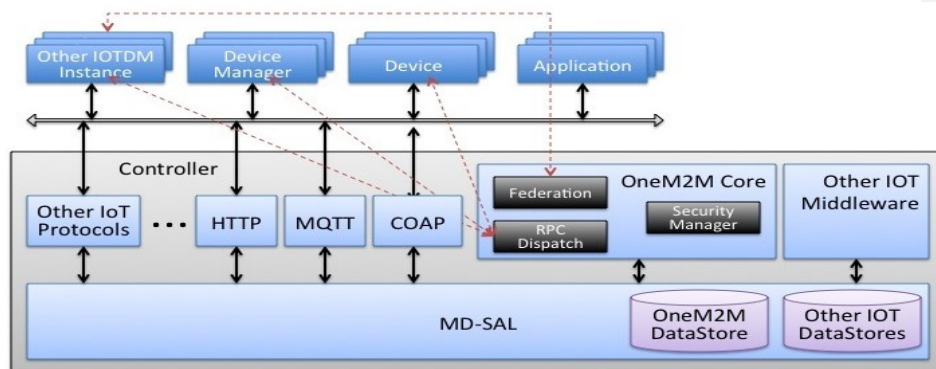 Other IOTDM
Instance
Device
Manager
Device
Application
Controller
Other IoT
Protocols
...
HTTP
MQTT
COAP
Federation
RPC
Dispatch
OneM2M Core
Security
Manager
Other IOT
Middleware
MD-SAL
OneM2M
DataStore
Other IOT
DataStores